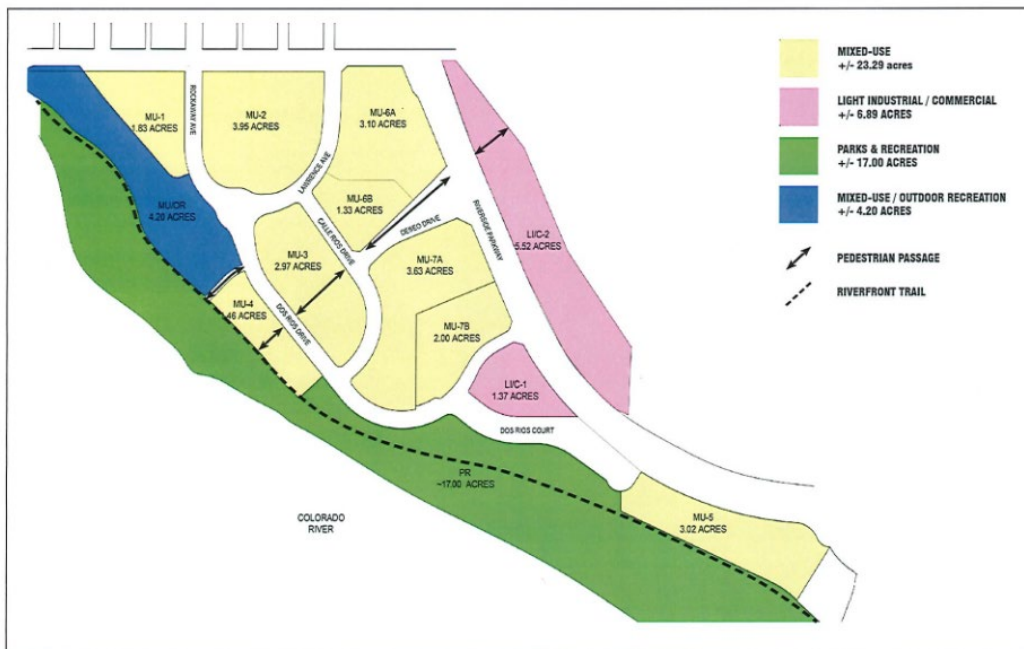 MU-1
1.83 ACRES
ROCKAWAY AVE
MU-2
3.95 ACRES
LAWRENCE AVE
MU-6A
3.10 ACRES
MU-6B
1.33 ACRES
MU/OR
4.20 ACRES
MU-3
2.97 ACRES
CALLE RIOS DRIVE
DESEO DRIVE
RIVERSIDE PARKWAY
LI/C-2
5.52 ACRES
MU-7A
3.63 ACRES
MU-4
.46 ACRES
DOS RIOS DRIVE
MU-7B
2.00 ACRES
LI/C-1
1.37 ACRES
DOS RIOS COURT
PR
~17.00 ACRES
COLORADO
RIVER
MU-5
3.02 ACRES
MIXED-USE
+/- 23.29 acres
LIGHT INDUSTRIAL / COMMERCIAL
+/- 6.89 ACRES
PARKS & RECREATION
+/- 17.00 ACRES
MIXED-USE / OUTDOOR RECREATION
+/- 4.20 ACRES
PEDESTRIAN PASSAGE
RIVERFRONT TRAIL